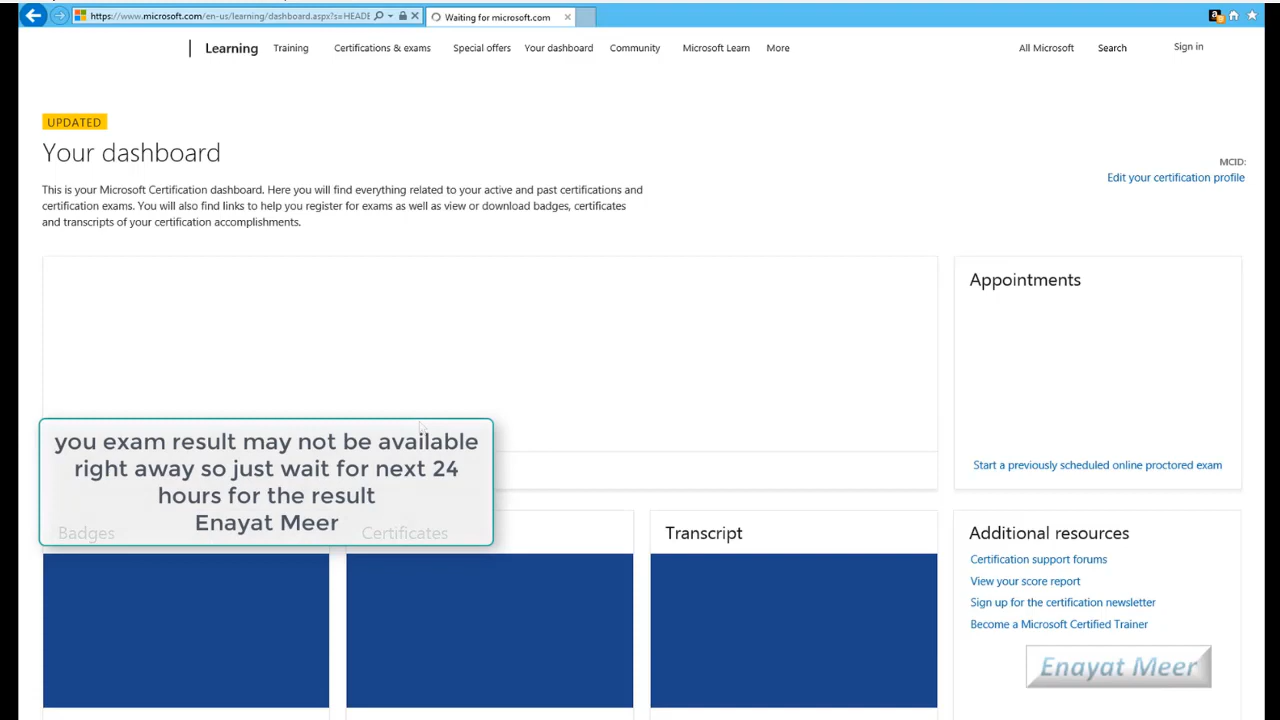 https://www.microsoft.com/en-us/learning/dashboard.aspx?s=HEADE
Waiting for microsoft.com
Learning Training Certifications & exams Special offers Your dashboard Community Microsoft Learn More All Microsoft Search Sign in
UPDATED
Your dashboard
MCID:
Edit your certification profile
This is your Microsoft Certification dashboard. Here you will find everything related to your active and past certifications and
certification exams. You will also find links to help you register for exams as well as view or download badges, certificates
and transcripts of your certification accomplishments.
Appointments
Start a previously scheduled online proctored exam
you exam result may not be available
right away so just wait for next 24
hours for the result
Enayat Meer
Badges
Certificates
Transcript
Additional resources
Certification support forums
View your score report
Sign up for the certification newsletter
Become a Microsoft Certified Trainer
Enayat Meer